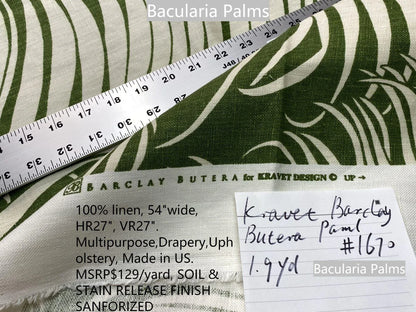 Bacularia Palms
BARCLAY BUTERA for KRAVET DESIGN © UP →
100% linen, 54"wide,
HR27", VR27".
Multipurpose,Drapery,Uph
olstery, Made in US.
MSRP$129/yard, SOIL &
STAIN RELEASE FINISH
SANFORIZED
Kravet Barclay
Butera Paml
#1670
1.9yd
Bacularia Palms